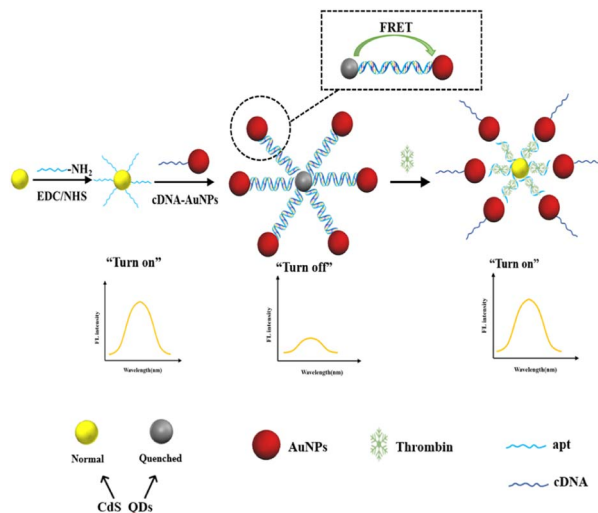 FRET
-NH2
EDC/NHS
cDNA-AuNPs
“Turn on”
“Turn off”
“Turn on”
FL intensity
Wavelength(nm)
FL intensity
Wavelength(nm)
FL intensity
Wavelength(nm)
Normal
Quenched
AuNPs
Thrombin
apt
cDNA
CdS QDs